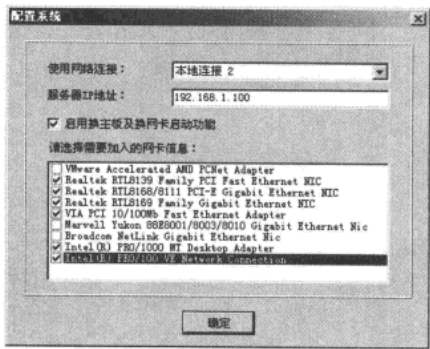 配置系统
使用网络连接：
本地连接 2
服务器IP地址：
192.168.1.100
启用换主板及换网卡启动功能
请选择需要加入的网卡信息：
VMware Accelerated AMD PCNet Adapter
Realtek RTL8139 Family PCI Fast Ethernet NIC
Realtek RTL8168/8111 PCI-E Gigabit Ethernet NIC
Realtek RTL8169 Family Gigabit Ethernet NIC
VIA PCI 10/100Mb Fast Ethernet Adapter
Marvell Yukon 88E8001/8003/8010 Gigabit Ethernet Nic
Broadcom NetLink Gigabit Ethernet Nic
Intel(R) PRO/1000 MT Desktop Adapter
Intel(R) PRO/100 VE Network Connection
确定